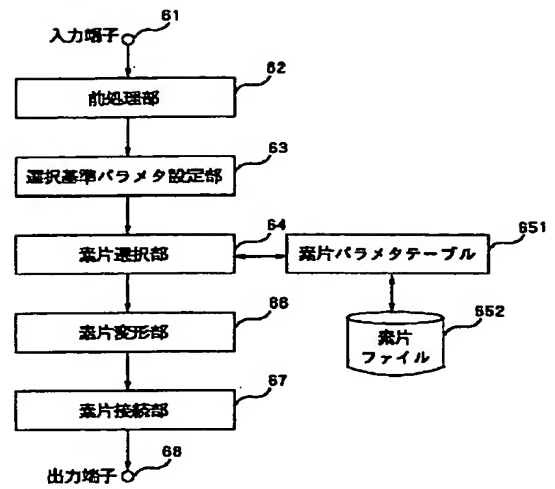 入力端子
61
62
前処理部
63
選択基準パラメタ設定部
64
素片選択部
651
素片パラメタテーブル
66
素片変形部
652
素片
ファイル
67
素片接続部
出力端子
68